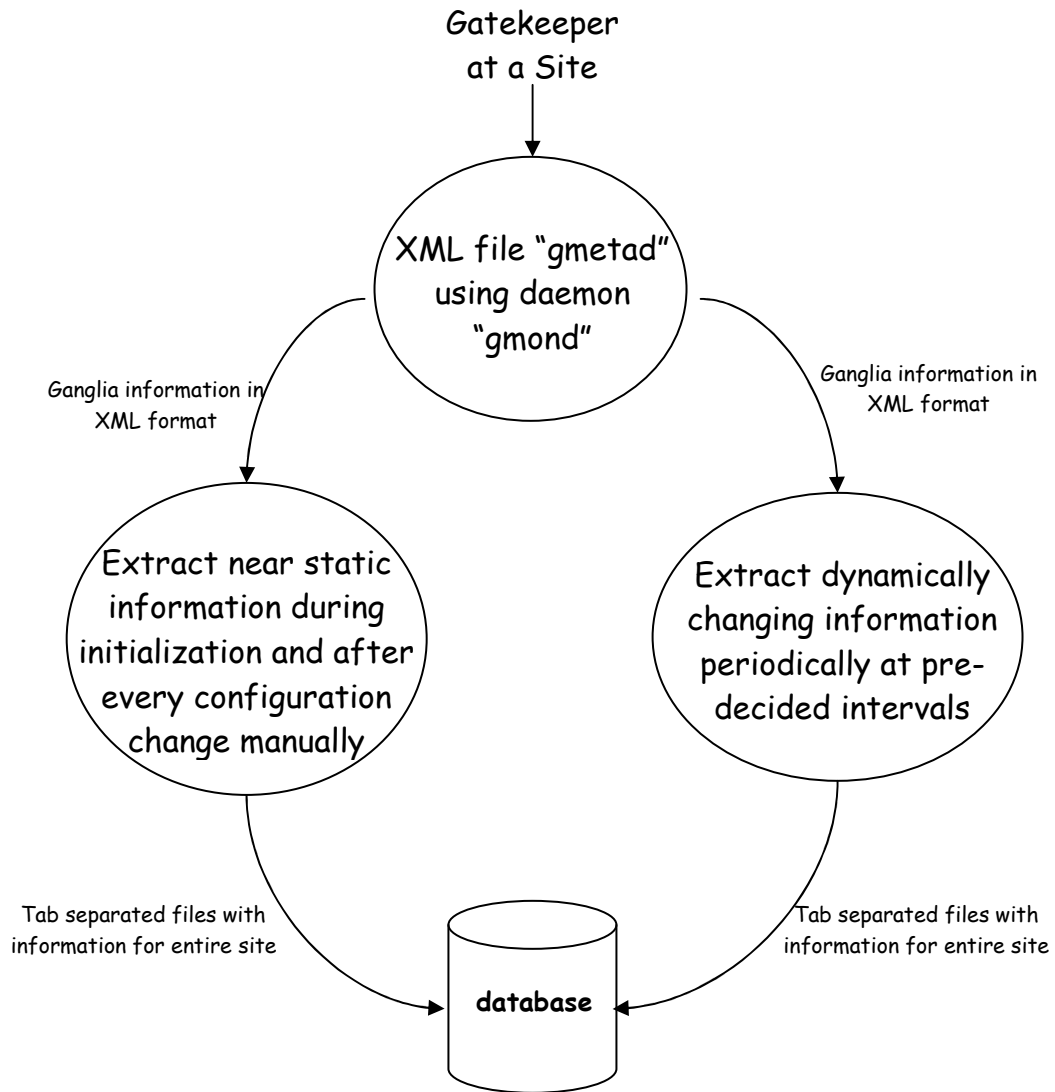 Gatekeeper
at a Site
XML file “gmetad”
using daemon
“gmond”
Ganglia information in
XML format
Ganglia information in
XML format
Extract near static
information during
initialization and after
every configuration
change manually
Extract dynamically
changing information
periodically at pre-
decided intervals
Tab separated files with
information for entire site
Tab separated files with
information for entire site
database